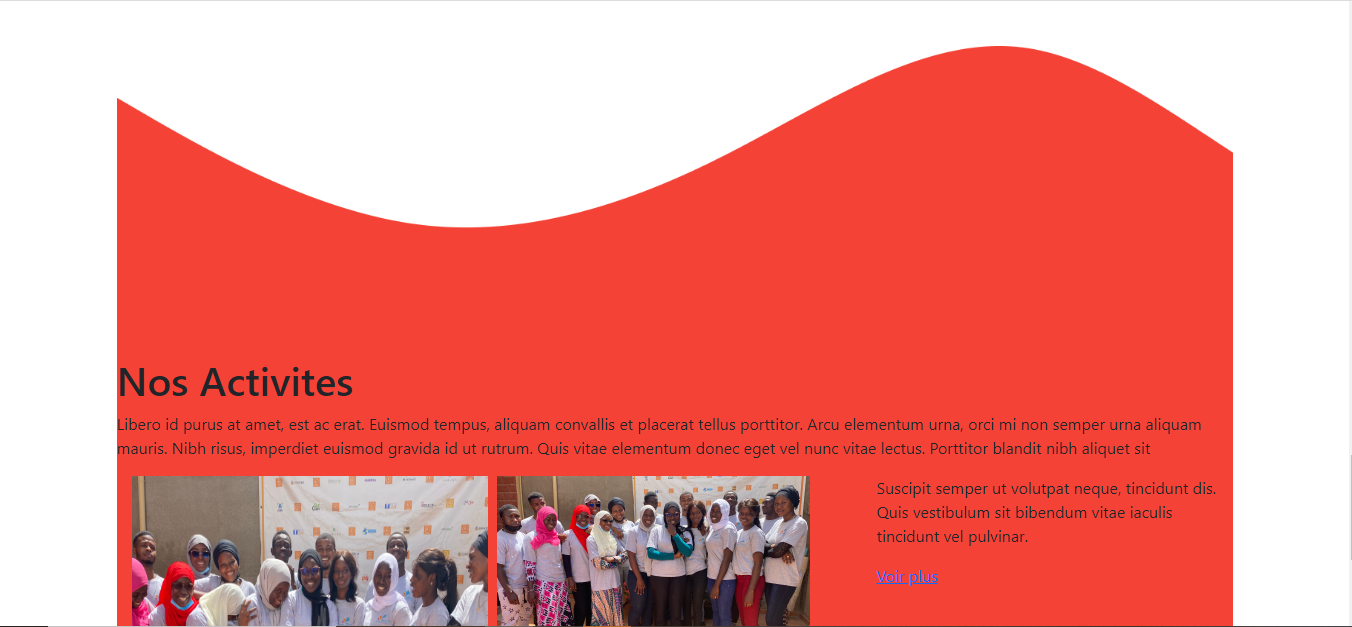 Nos Activites
Libero id purus at amet, est ac erat. Euismod tempus, aliquam convallis et placerat tellus porttitor. Arcu elementum urna, orci mi non semper urna aliquam
mauris. Nibh risus, imperdiet euismod gravida id ut rutrum. Quis vitae elementum donec eget vel nunc vitae lectus. Porttitor blandit nibh aliquet sit
Suscipit semper ut volutpat neque, tincidunt dis.
Quis vestibulum sit bibendum vitae iaculis
tincidunt vel pulvinar.
Voir plus